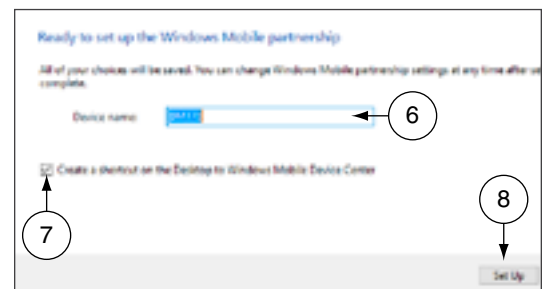 Ready to set up the Windows Mobile partnership
All of your choices will be saved. You can change Windows Mobile partnership settings at any time after se
complete.
Device name:
6
Create a shortcut on the Desktop to Windows Mobile Device Center
7
8
Set Up